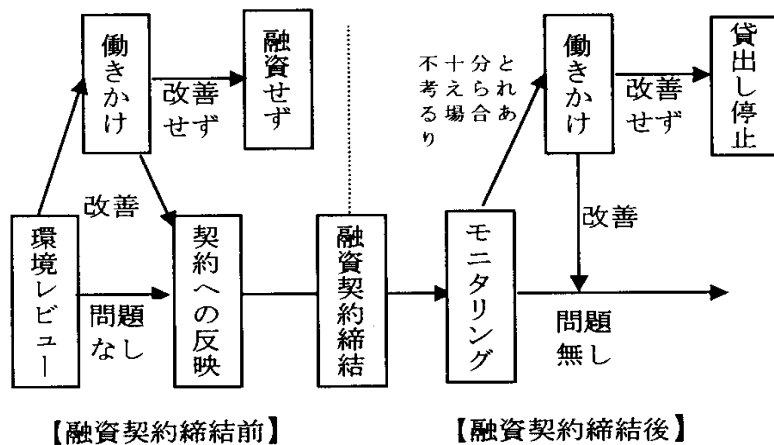 働きかけ
改善
せず
融資せず
改善
環境レビュー
問題
なし
契約への反映
融資契約締結
不十分と
考えられ
る場合あ
り
働きかけ
改善
せず
貸出し停止
改善
モニタリング
問題
無し
【融資契約締結前】
【融資契約締結後】